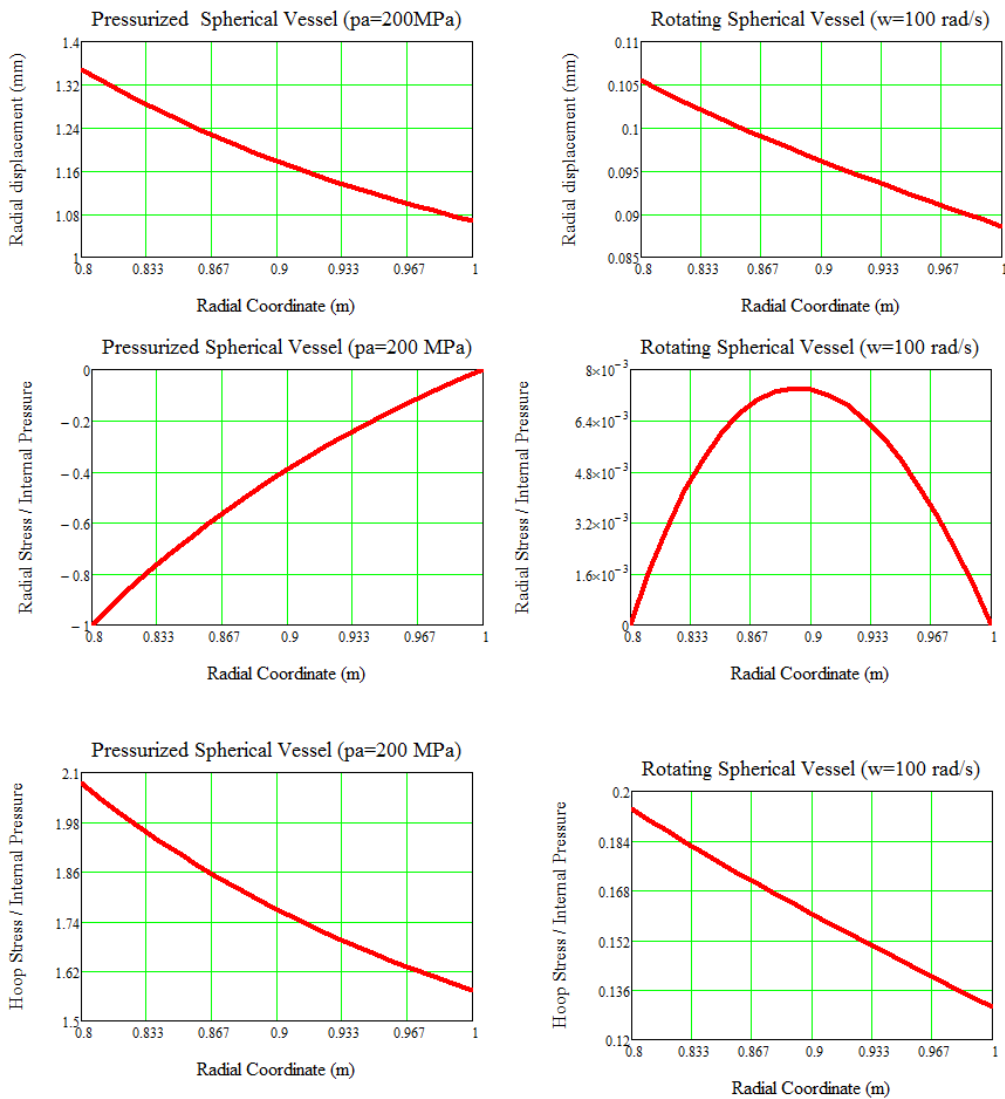 Pressurized Spherical Vessel (pa=200MPa)
Radial displacement (mm)
1.4
1.32
1.24
1.16
1.08
1
0.8 0.833 0.867 0.9 0.933 0.967 1
Radial Coordinate (m)
Rotating Spherical Vessel (w=100 rad/s)
Radial displacement (mm)
0.11
0.105
0.1
0.095
0.09
0.085
0.8 0.833 0.867 0.9 0.933 0.967 1
Radial Coordinate (m)
Pressurized Spherical Vessel (pa=200 MPa)
Radial Stress / Internal Pressure
0
− 0.2
− 0.4
− 0.6
− 0.8
− 1
0.8 0.833 0.867 0.9 0.933 0.967 1
Radial Coordinate (m)
Rotating Spherical Vessel (w=100 rad/s)
Radial Stress / Internal Pressure
8×10⁻³
6.4×10⁻³
4.8×10⁻³
3.2×10⁻³
1.6×10⁻³
0
0.8 0.833 0.867 0.9 0.933 0.967 1
Radial Coordinate (m)
Pressurized Spherical Vessel (pa=200 MPa)
Hoop Stress / Internal Pressure
2.1
1.98
1.86
1.74
1.62
1.5
0.8 0.833 0.867 0.9 0.933 0.967 1
Radial Coordinate (m)
Rotating Spherical Vessel (w=100 rad/s)
Hoop Stress / Internal Pressure
0.2
0.184
0.168
0.152
0.136
0.12
0.8 0.833 0.867 0.9 0.933 0.967 1
Radial Coordinate (m)